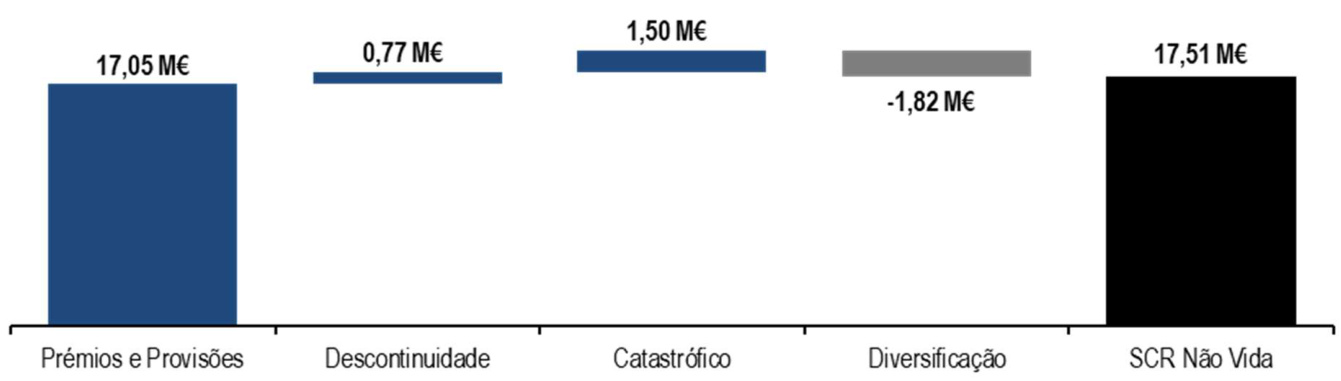 17,05 M€
0,77 M€
1,50 M€
-1,82 M€
17,51 M€
Prémios e Provisões
Descontinuidade
Catastrófico
Diversificação
SCR Não Vida